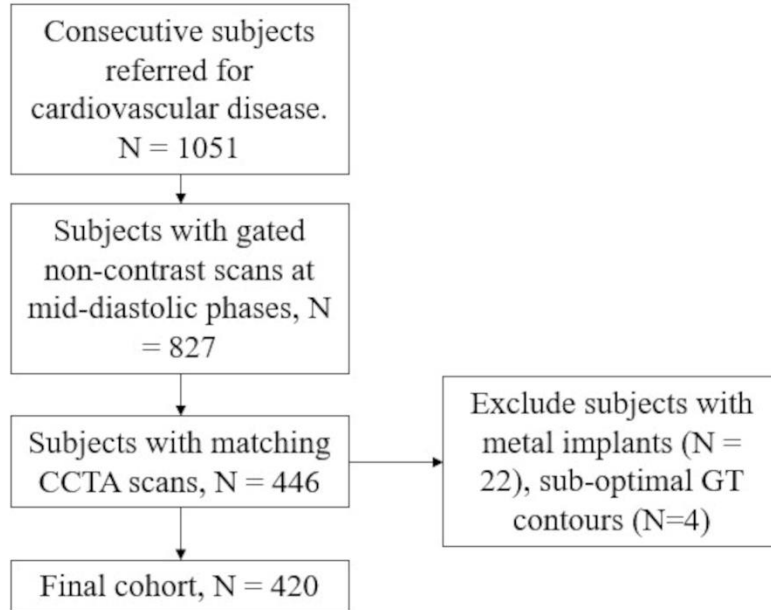 Consecutive subjects
referred for
cardiovascular disease.
N = 1051
Subjects with gated
non-contrast scans at
mid-diastolic phases, N
= 827
Subjects with matching
CCTA scans, N = 446
Exclude subjects with
metal implants (N =
22), sub-optimal GT
contours (N=4)
Final cohort, N = 420